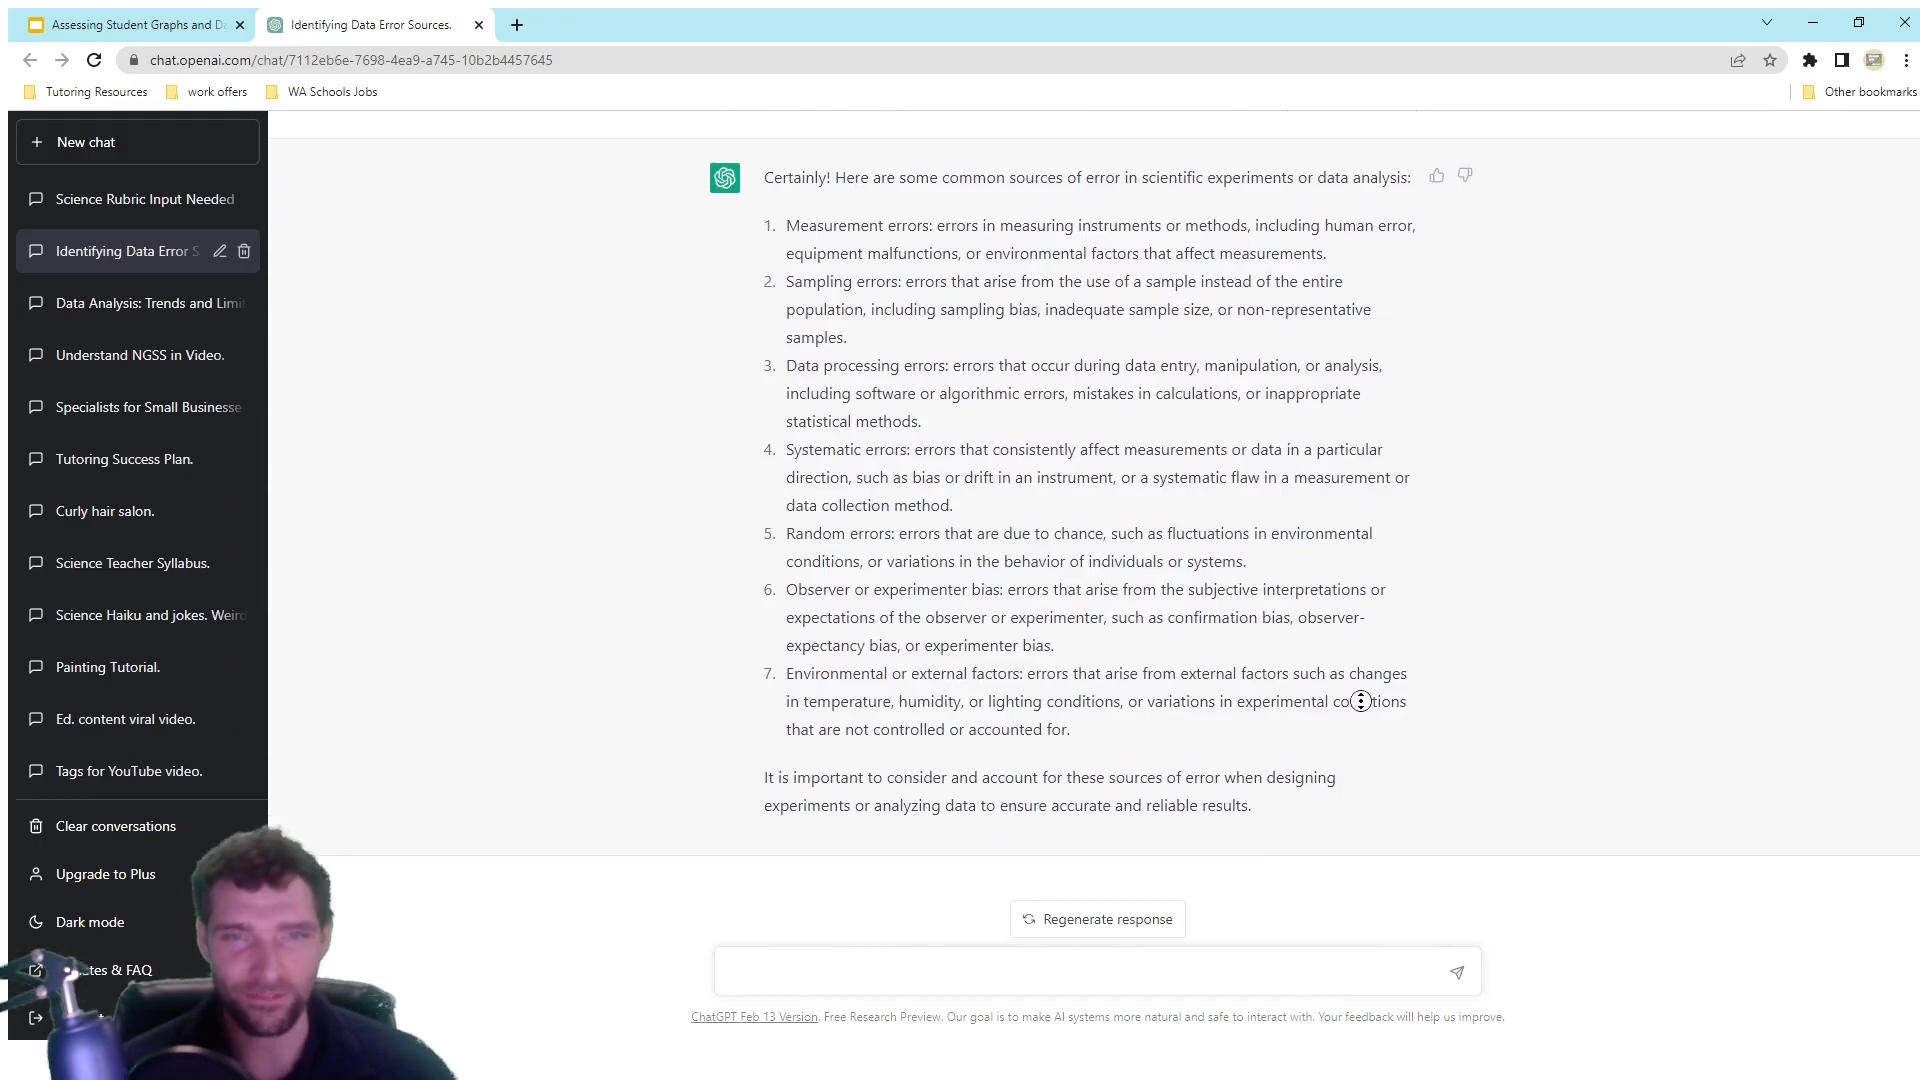 Assessing Student Graphs and Da
Identifying Data Error Sources.
chat.openai.com/chat/7112eb6e-7698-4ea9-a745-10b2b4457645
Tutoring Resources
work offers
WA Schools Jobs
Other bookmarks
New chat
Science Rubric Input Needed
Identifying Data Error S
Data Analysis: Trends and Limit
Understand NGSS in Video.
Specialists for Small Businesse
Tutoring Success Plan.
Curly hair salon.
Science Teacher Syllabus.
Science Haiku and jokes. Weird
Painting Tutorial.
Ed. content viral video.
Tags for YouTube video.
Clear conversations
Upgrade to Plus
Dark mode
& FAQ
Certainly! Here are some common sources of error in scientific experiments or data analysis:
1. Measurement errors: errors in measuring instruments or methods, including human error,
equipment malfunctions, or environmental factors that affect measurements.
2. Sampling errors: errors that arise from the use of a sample instead of the entire
population, including sampling bias, inadequate sample size, or non-representative
samples.
3. Data processing errors: errors that occur during data entry, manipulation, or analysis,
including software or algorithmic errors, mistakes in calculations, or inappropriate
statistical methods.
4. Systematic errors: errors that consistently affect measurements or data in a particular
direction, such as bias or drift in an instrument, or a systematic flaw in a measurement or
data collection method.
5. Random errors: errors that are due to chance, such as fluctuations in environmental
conditions, or variations in the behavior of individuals or systems.
6. Observer or experimenter bias: errors that arise from the subjective interpretations or
expectations of the observer or experimenter, such as confirmation bias, observer-
expectancy bias, or experimenter bias.
7. Environmental or external factors: errors that arise from external factors such as changes
in temperature, humidity, or lighting conditions, or variations in experimental conditions
that are not controlled or accounted for.
It is important to consider and account for these sources of error when designing
experiments or analyzing data to ensure accurate and reliable results.
Regenerate response
ChatGPT Feb 13 Version. Free Research Preview. Our goal is to make AI systems more natural and safe to interact with. Your feedback will help us improve.